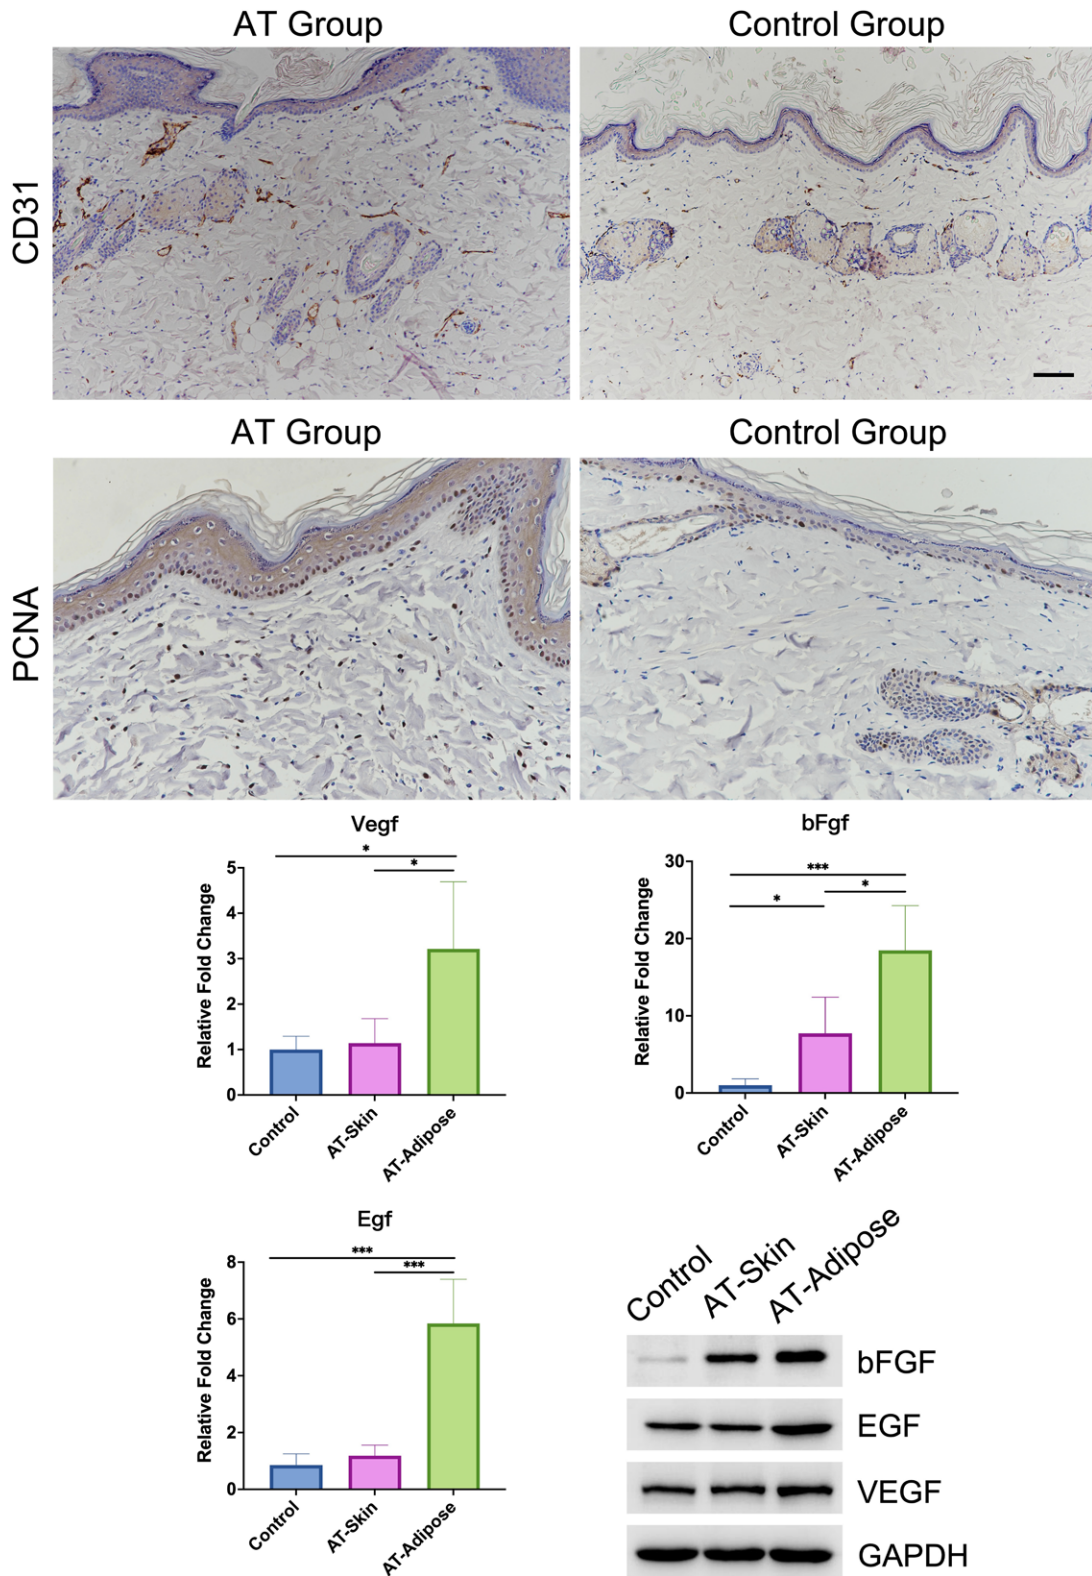 AT Group
Control Group
CD31
AT Group
Control Group
PCNA
Vegf
*
*
Relative Fold Change
5
4
3
2
1
0
Control
AT-Skin
AT-Adipose
bFgf
***
*
*
Relative Fold Change
30
20
10
0
Control
AT-Skin
AT-Adipose
Egf
***
***
Relative Fold Change
8
6
4
2
0
Control
AT-Skin
AT-Adipose
Control
AT-Skin
AT-Adipose
bFGF
EGF
VEGF
GAPDH